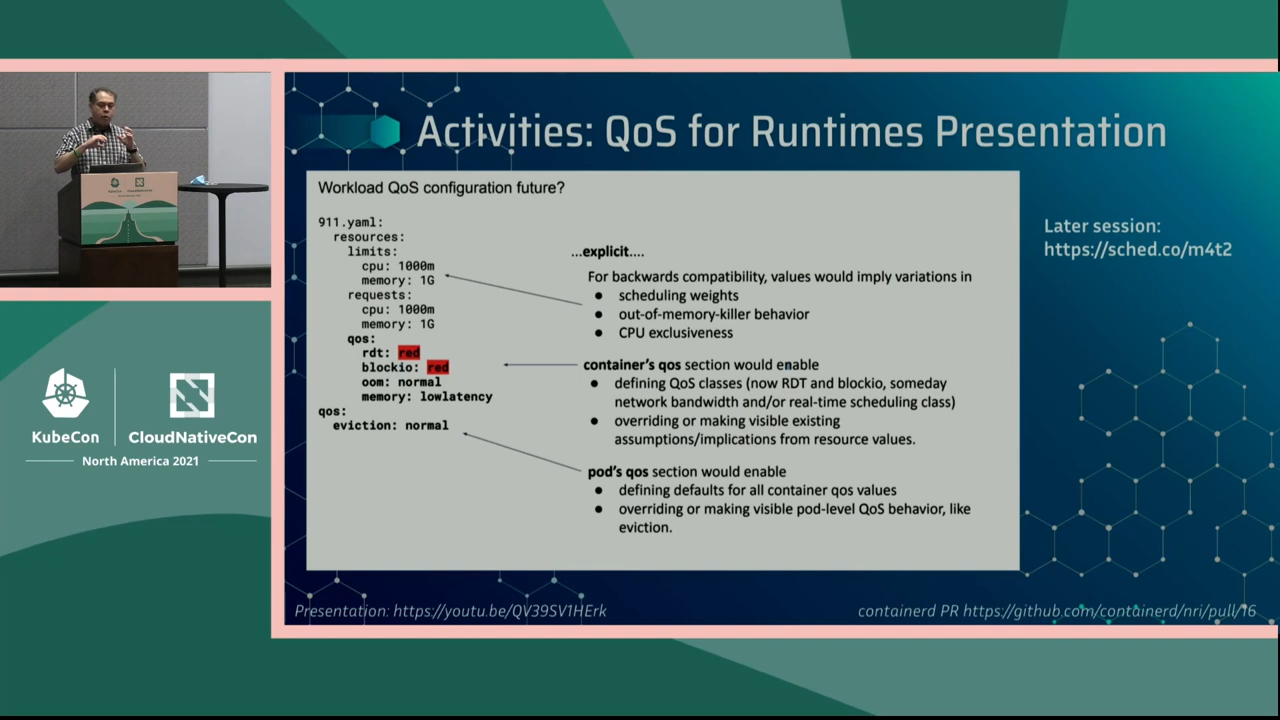 Activities: QoS for Runtimes Presentation
Workload QoS configuration future?
911.yaml:
resources:
limits:
cpu: 1000m
memory: 1G
requests:
cpu: 1000m
memory: 1G
qos:
rdt: red
blockio: red
oom: normal
memory: lowlatency
qos:
eviction: normal
...explicit....
For backwards compatibility, values would imply variations in
● scheduling weights
● out-of-memory-killer behavior
● CPU exclusiveness
container's qos section would enable
● defining QoS classes (now RDT and blockio, someday
network bandwidth and/or real-time scheduling class)
● overriding or making visible existing
assumptions/implications from resource values.
pod's qos section would enable
● defining defaults for all container qos values
● overriding or making visible pod-level QoS behavior, like
eviction.
Later session:
https://sched.co/m4t2
Presentation: https://youtu.be/QV39SV1HErk
containerd PR https://github.com/containerd/nri/pull/16
KubeCon
CloudNativeCon
North America 2021